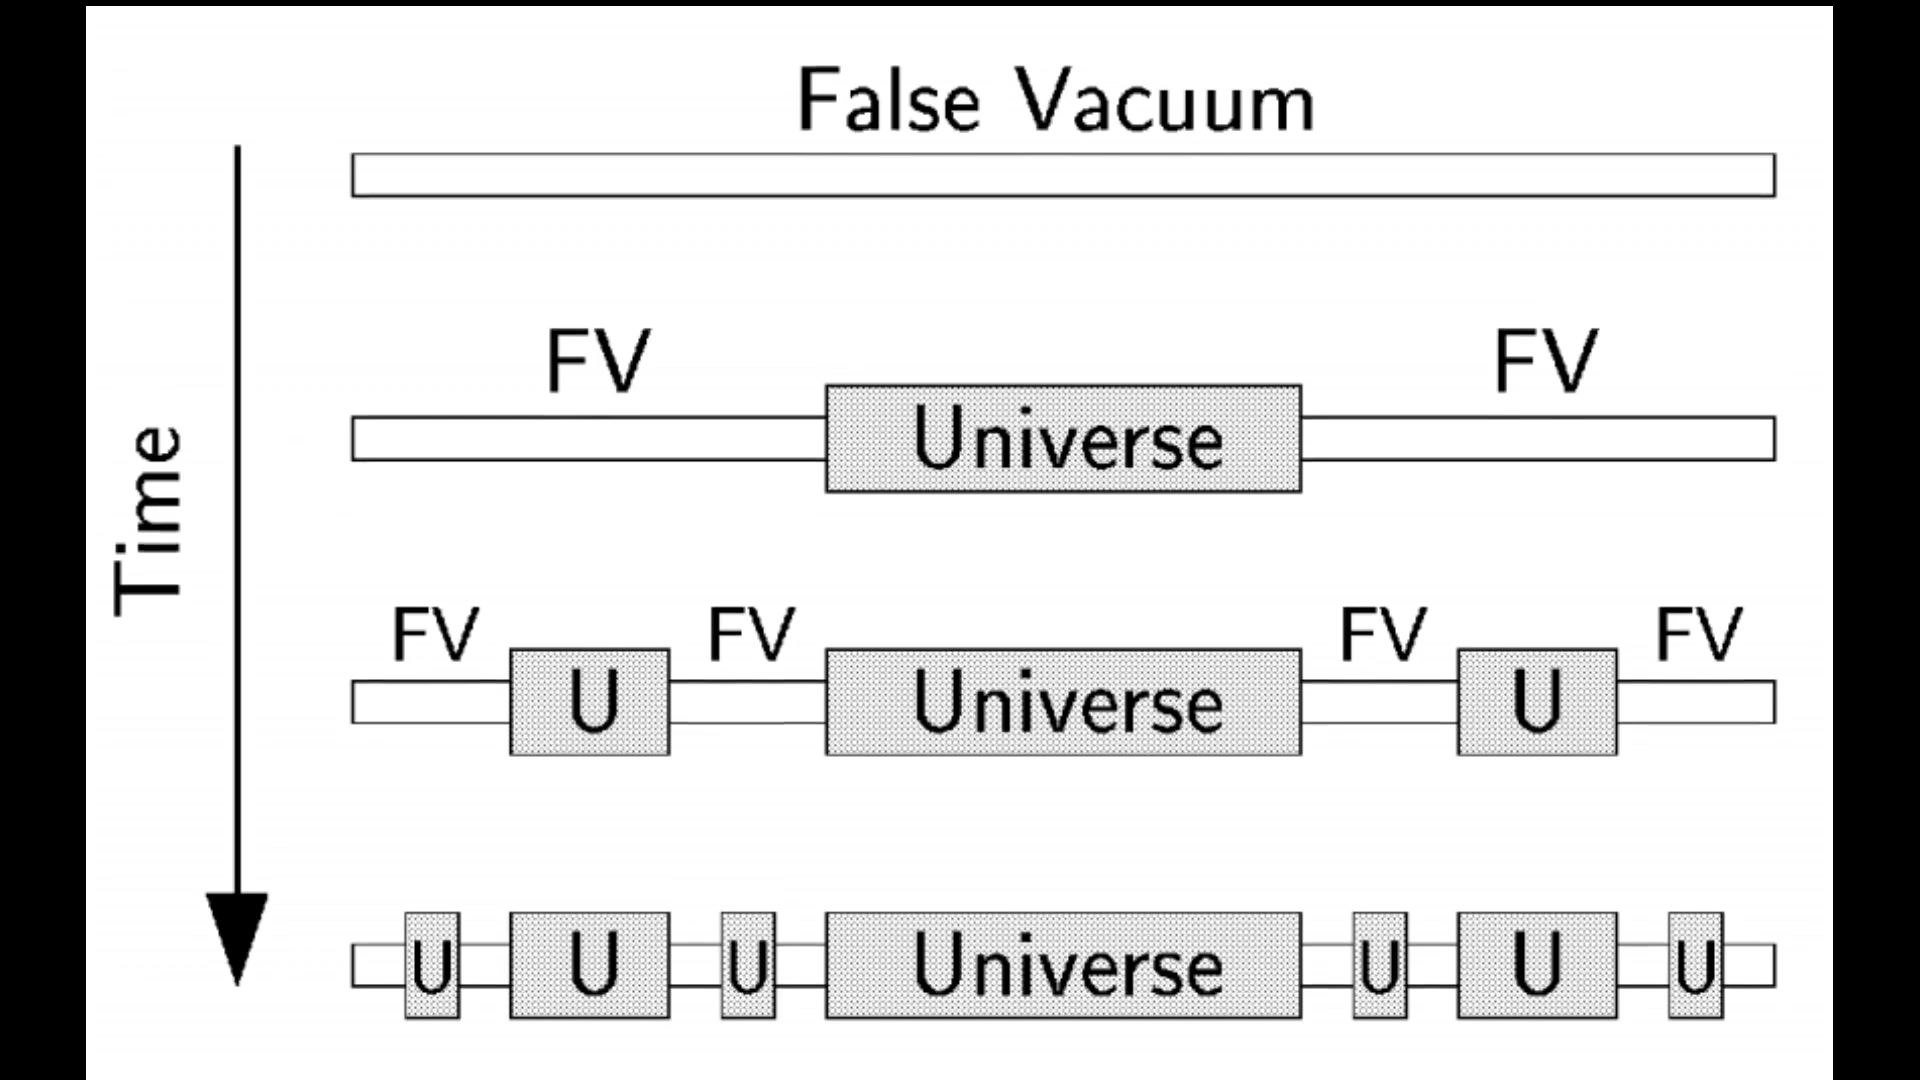 False Vacuum
Time
FV FV
Universe
FV FV FV FV
U Universe U
U U U Universe U U U